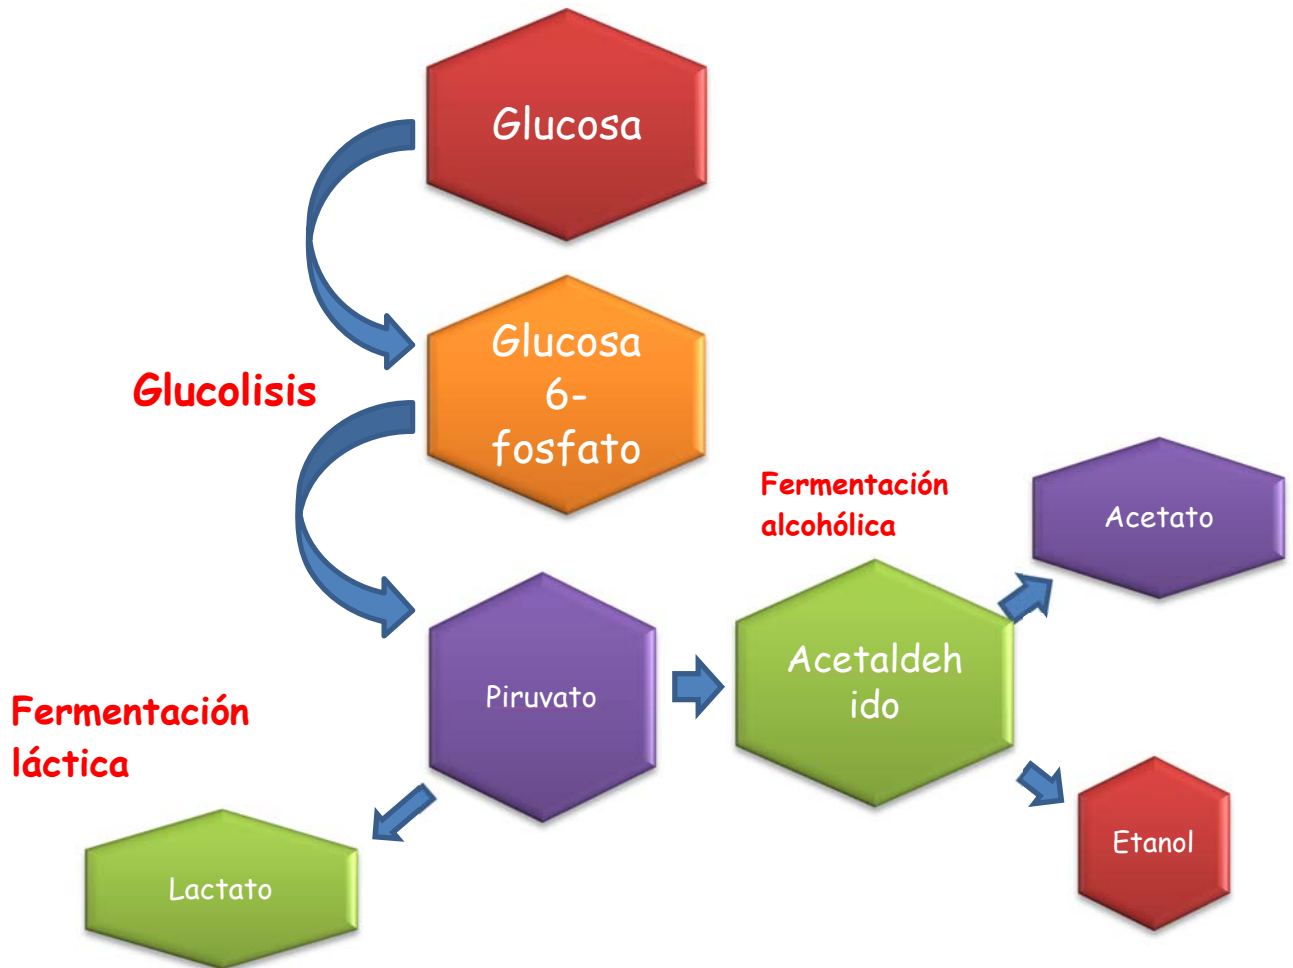 Glucosa
Glucosa
6-
fosfato
Glucolisis
Fermentación
alcohólica
Acetato
Piruvato
Acetaldeh
ido
Fermentación
láctica
Etanol
Lactato